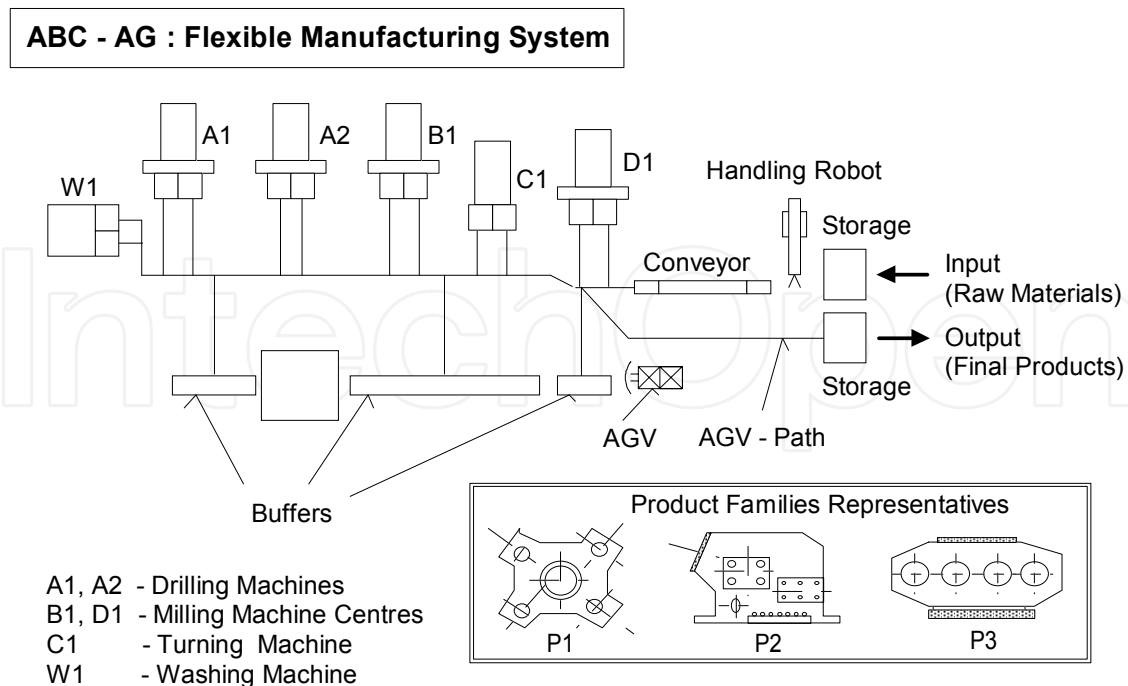 ABC - AG : Flexible Manufacturing System
A1
A2
B1
C1
D1
W1
Handling Robot
Storage
Conveyor
Input
(Raw Materials)
Output
(Final Products)
Storage
AGV
AGV - Path
Buffers
Product Families Representatives
P1
P2
P3
A1, A2 - Drilling Machines
B1, D1 - Milling Machine Centres
C1 - Turning Machine
W1 - Washing Machine
IntechOpen